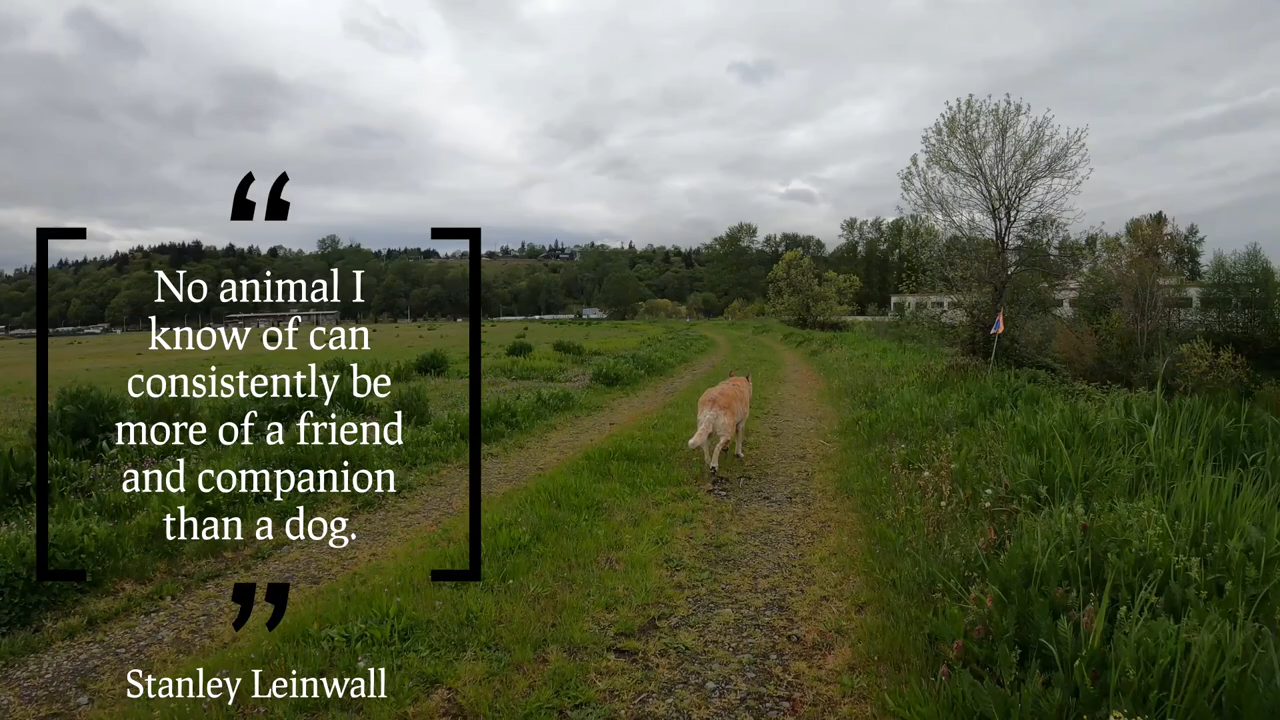 “
No animal I
know of can
consistently be
more of a friend
and companion
than a dog.
”
Stanley Leinwall